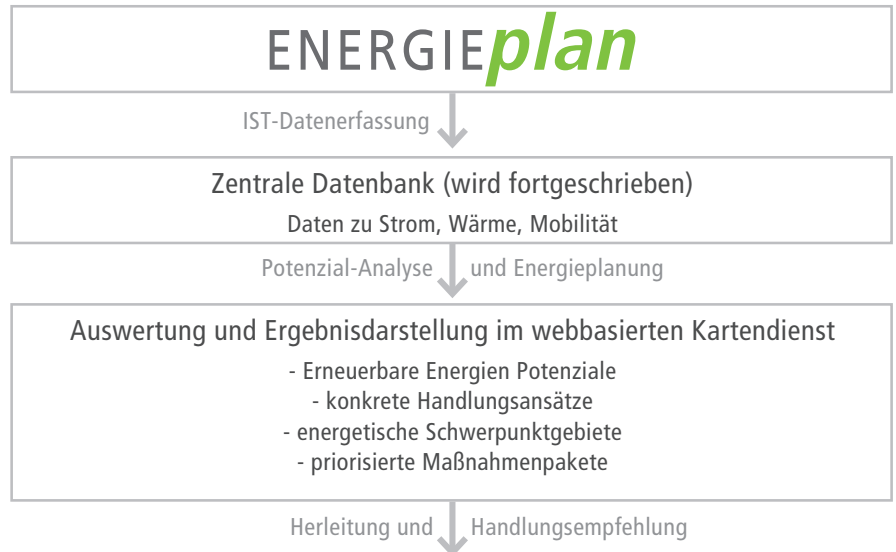 ENERGIEplan
IST-Datenerfassung
Zentrale Datenbank (wird fortgeschrieben)
Daten zu Strom, Wärme, Mobilität
Potenzial-Analyse und Energieplanung
Auswertung und Ergebnisdarstellung im webbasierten Kartendienst
- Erneuerbare Energien Potenziale
- konkrete Handlungsansätze
- energetische Schwerpunktgebiete
- priorisierte Maßnahmenpakete
Herleitung und Handlungsempfehlung